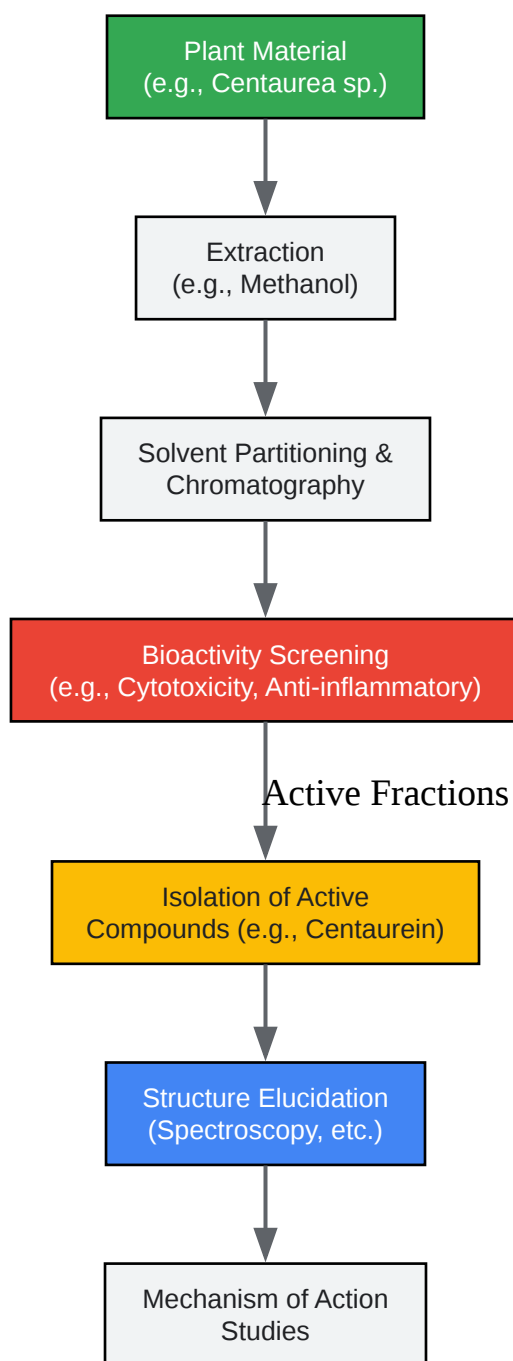 Plant Material
(e.g., Centaurea sp.)
Extraction
(e.g., Methanol)
Solvent Partitioning &
Chromatography
Bioactivity Screening
(e.g., Cytotoxicity, Anti-inflammatory)
Active Fractions
Isolation of Active
Compounds (e.g., Centaurein)
Structure Elucidation
(Spectroscopy, etc.)
Mechanism of Action
Studies